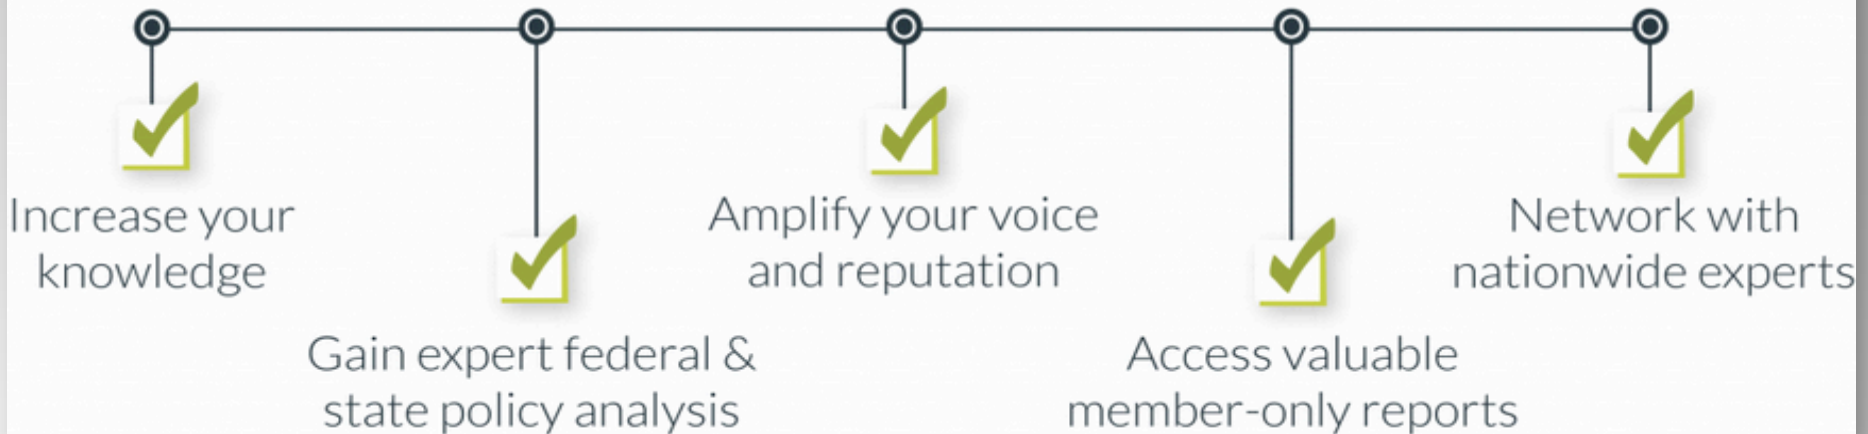 Increase your
knowledge
Gain expert federal &
state policy analysis
Amplify your voice
and reputation
Access valuable
member-only reports
Network with
nationwide experts